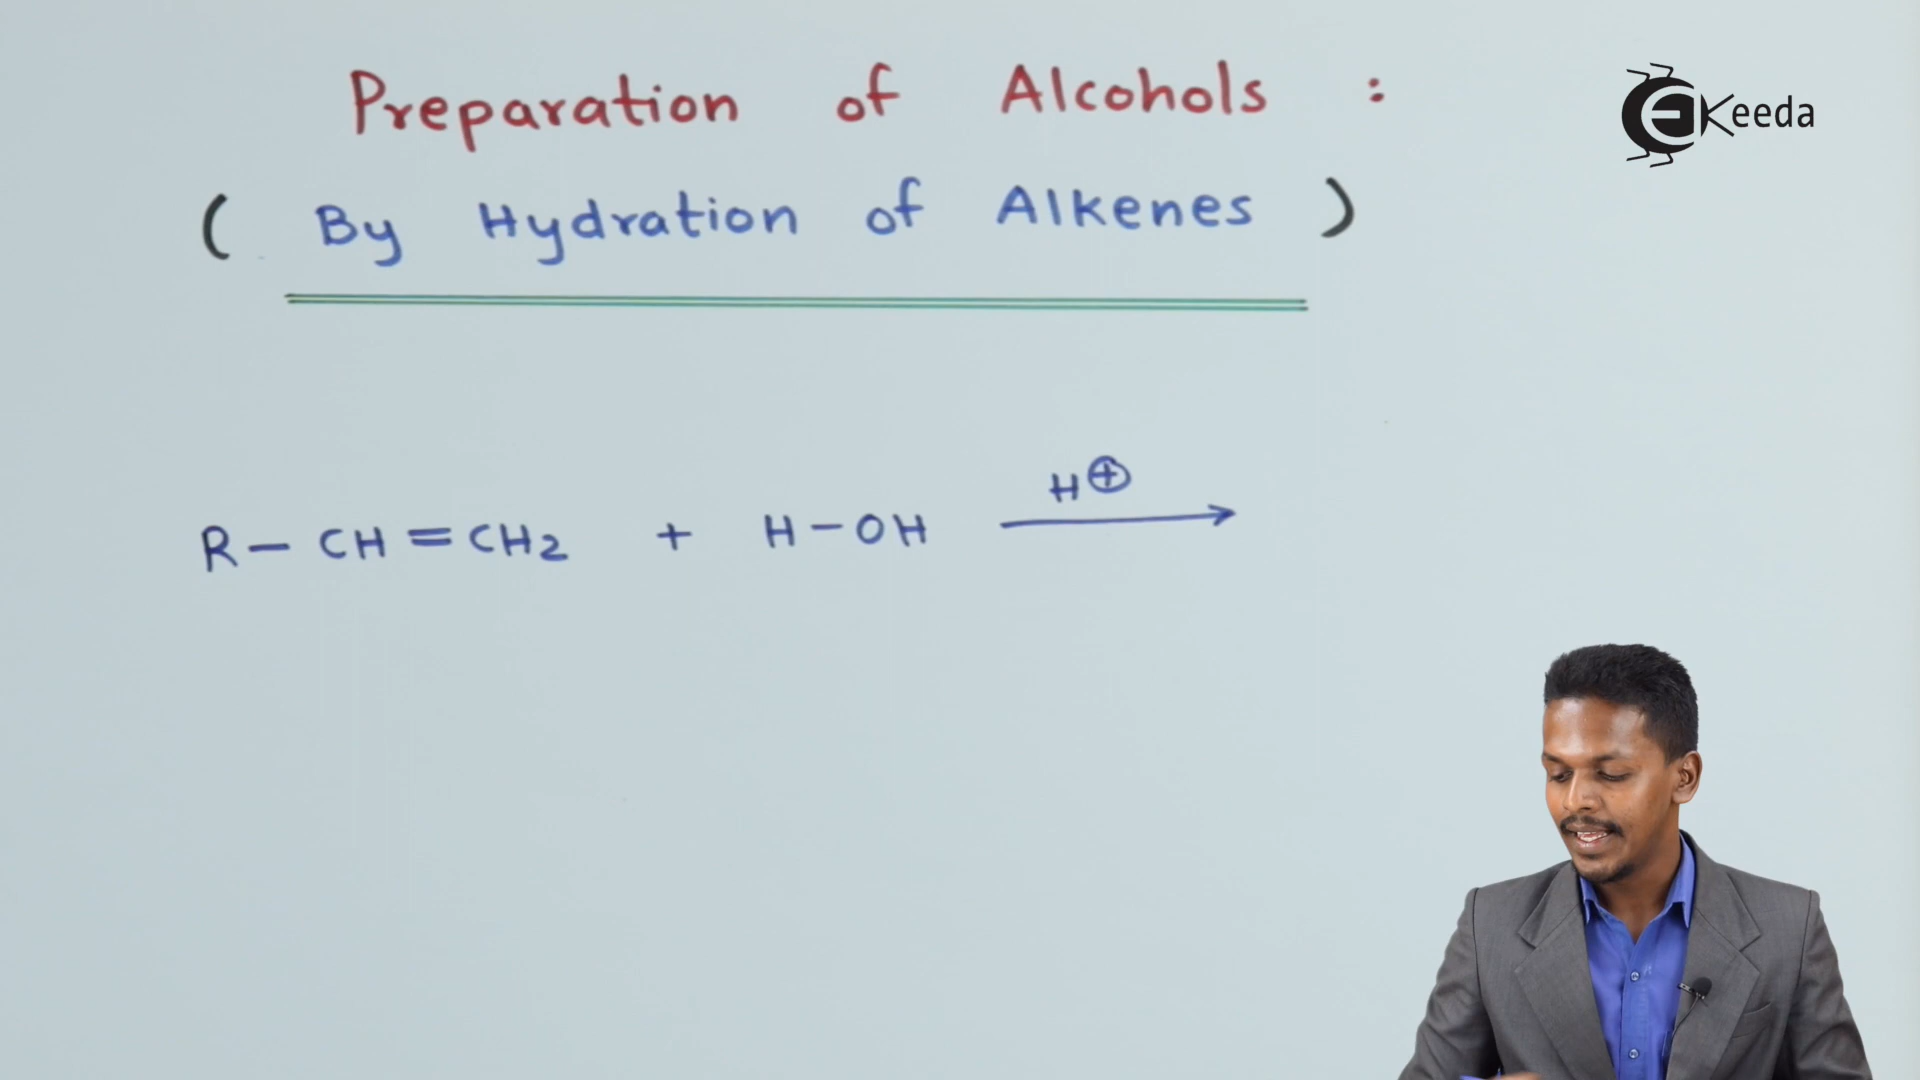 Preparation of Alcohols :
( By Hydration of Alkenes )
Keeda
H⊕
R — CH = CH2 + H — OH ⟶